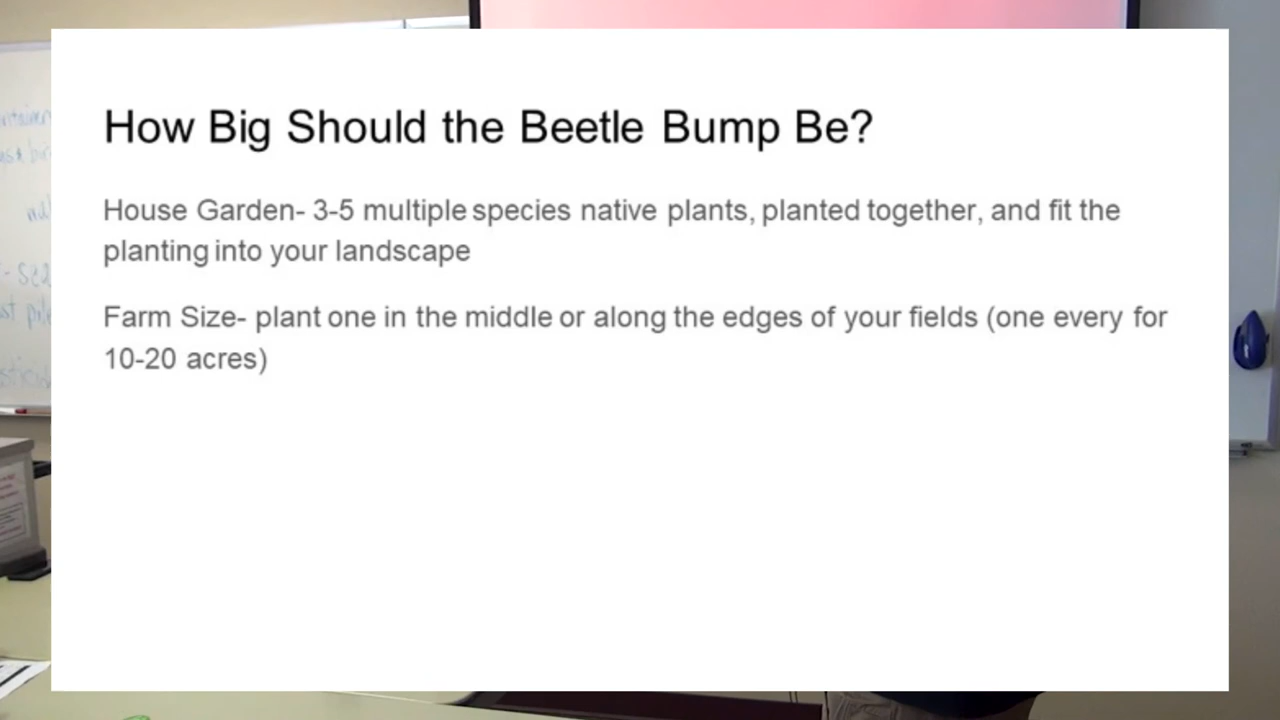 How Big Should the Beetle Bump Be?
House Garden- 3-5 multiple species native plants, planted together, and fit the
planting into your landscape
Farm Size- plant one in the middle or along the edges of your fields (one every for
10-20 acres)